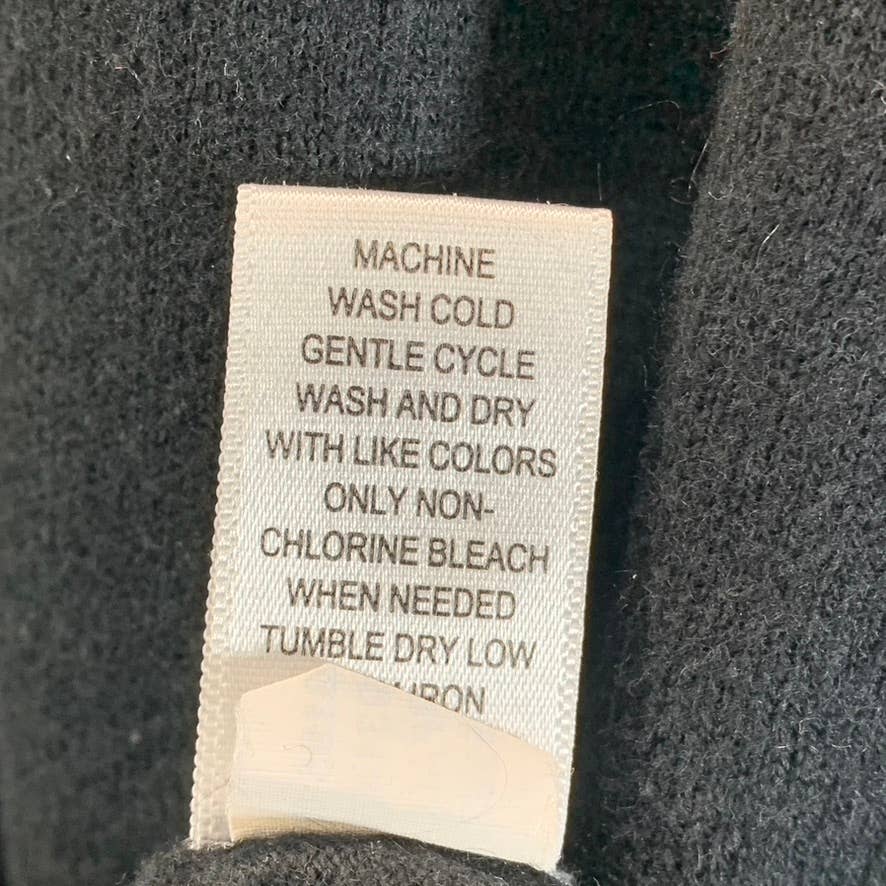 MACHINE
WASH COLD
GENTLE CYCLE
WASH AND DRY
WITH LIKE COLORS
ONLY NON-
CHLORINE BLEACH
WHEN NEEDED
TUMBLE DRY LOW
IRON